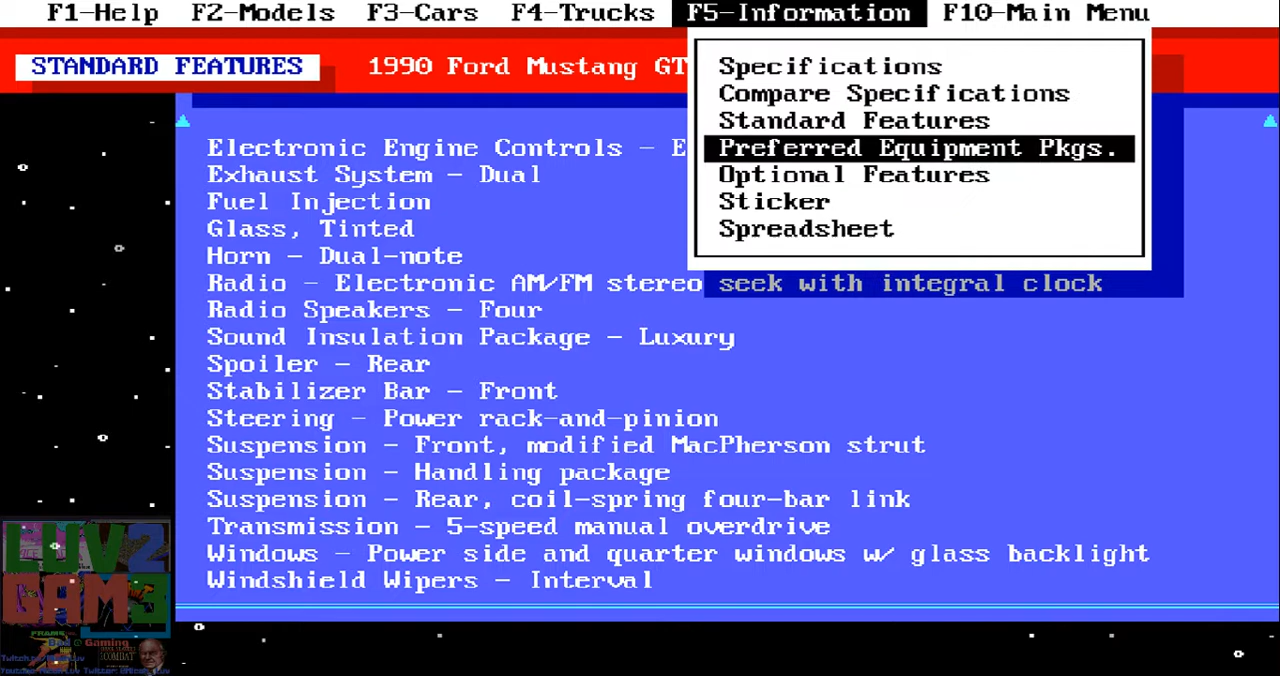 F1-Help F2-Models F3-Cars F4-Trucks F5-Information F10-Main Menu
STANDARD FEATURES 1990 Ford Mustang GT
Specifications
Compare Specifications
Standard Features
Preferred Equipment Pkgs.
Optional Features
Sticker
Spreadsheet
Electronic Engine Controls - E
Exhaust System - Dual
Fuel Injection
Glass, Tinted
Horn - Dual-note
Radio - Electronic AM/FM stereo seek with integral clock
Radio Speakers - Four
Sound Insulation Package - Luxury
Spoiler - Rear
Stabilizer Bar - Front
Steering - Power rack-and-pinion
Suspension - Front, modified MacPherson strut
Suspension - Handling package
Suspension - Rear, coil-spring four-bar link
Transmission - 5-speed manual overdrive
Windows - Power side and quarter windows w/ glass backlight
Windshield Wipers - Interval
LUV2
GAM3
Gaming
COMBAT